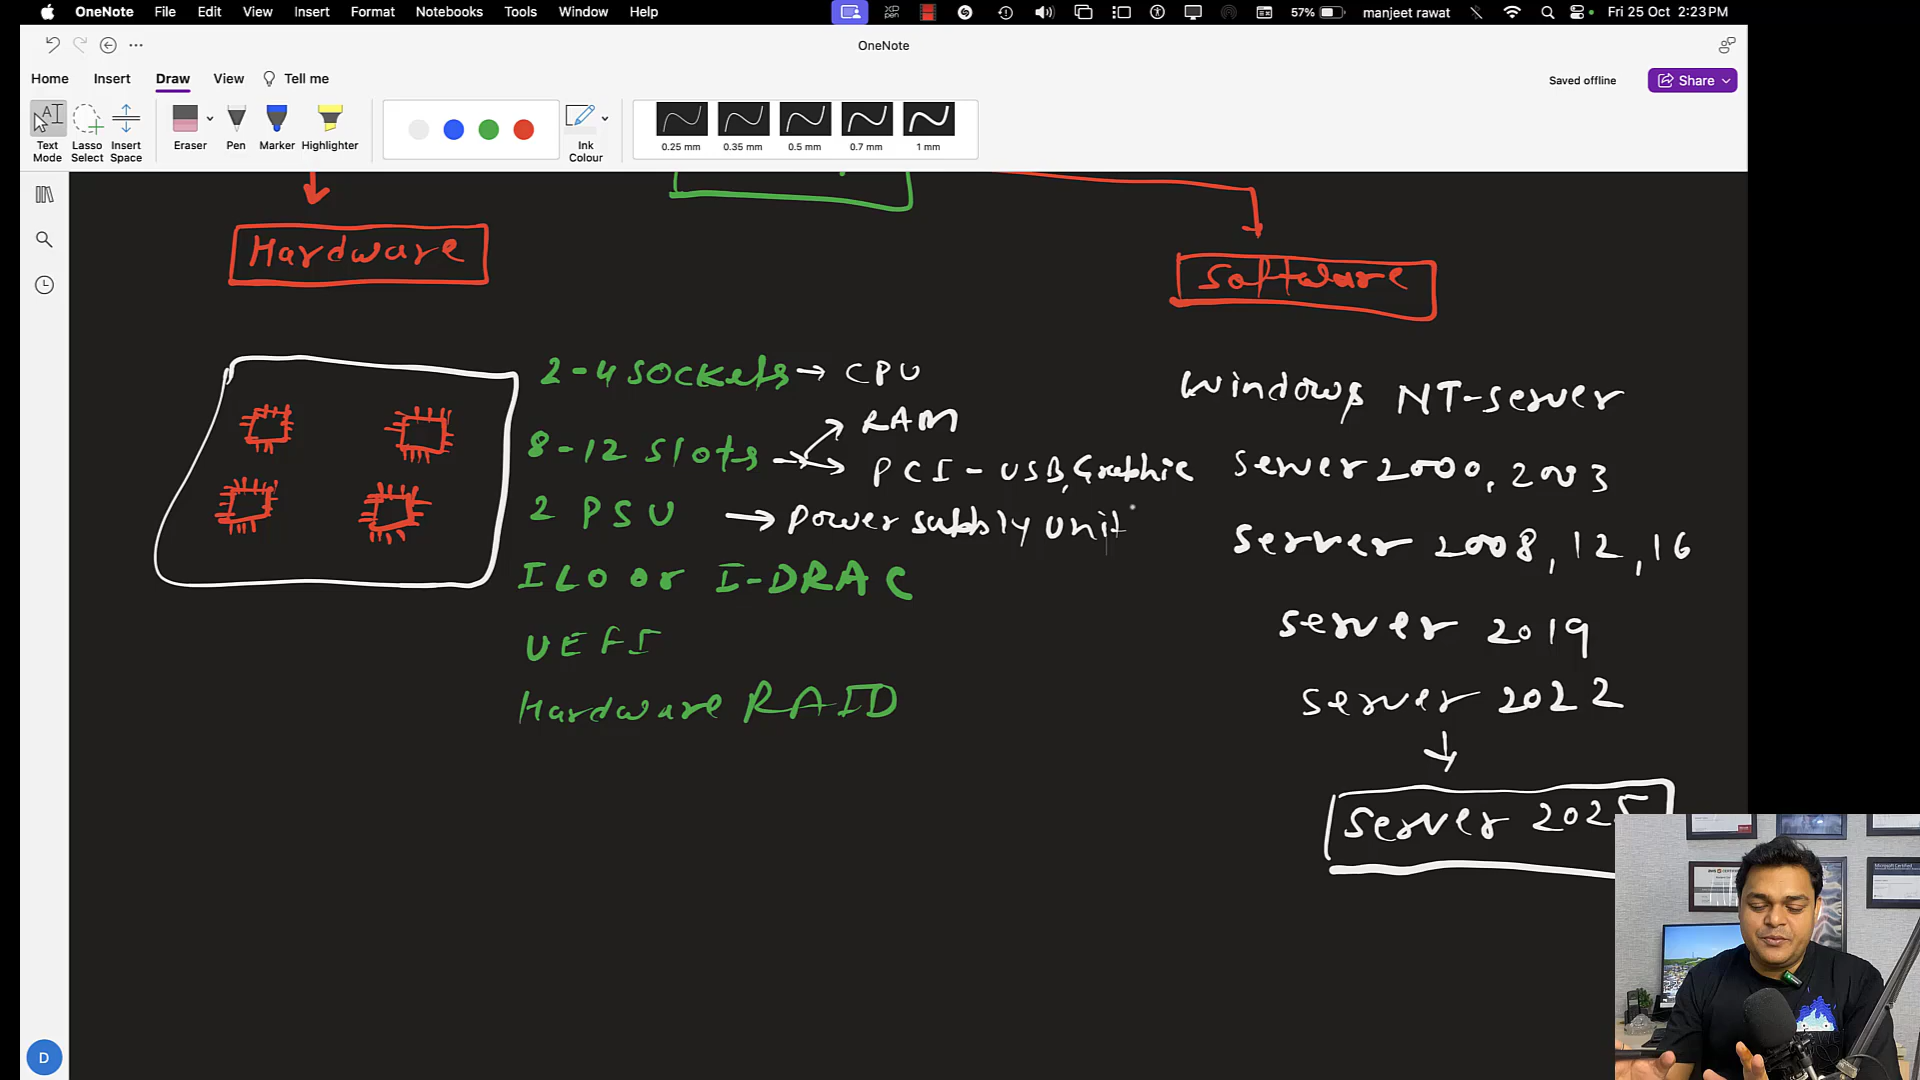 OneNote File Edit View Insert Format Notebooks Tools Window Help 57% manjeet rawat Fri 25 Oct 2:23 PM
OneNote
Home Insert Draw View Tell me
Saved offline Share
Text Mode
Lasso Select
Insert Space
Eraser
Pen
Marker
Highlighter
Ink Colour
0.25 mm
0.35 mm
0.5 mm
0.7 mm
1 mm
Hardware
Software
2-4 Sockets → CPU
8-12 Slots → RAM
→ PCI - USB, Graphic
2 PSU → Power Supply Unit
ILO or I-DRAC
UEFI
Hardware RAID
Windows NT-server
Server 2000, 2003
Server 2008, 12, 16
Server 2019
Server 2022
↓
Server 2025
D